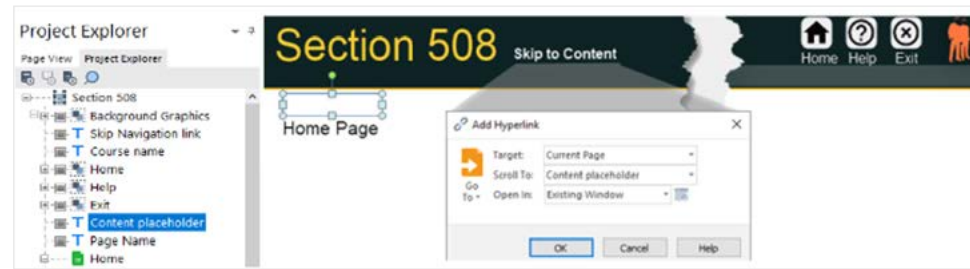 Project Explorer
Page View Project Explorer
Section 508
Background Graphics
Skip Navigation link
Course name
Home
Help
Exit
Content placeholder
Page Name
Home
Section 508 Skip to Content
Home Help Exit
Home Page
Add Hyperlink
Target: Current Page
Scroll To: Content placeholder
Go To
Open In: Existing Window
OK Cancel Help